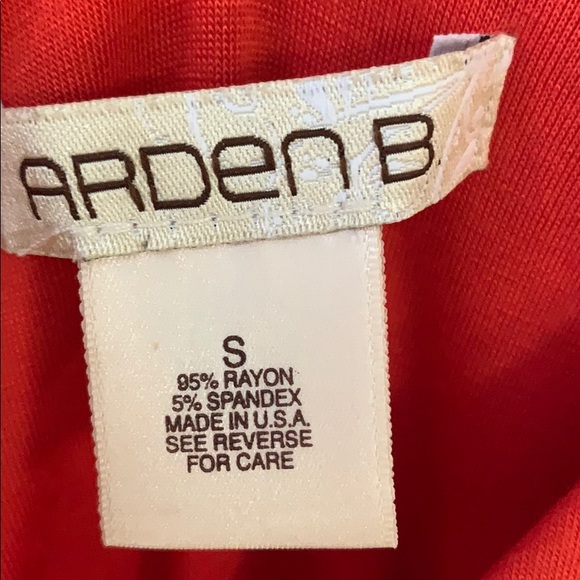 ARDen B.
S
95% RAYON
5% SPANDEX
MADE IN U.S.A.
SEE REVERSE
FOR CARE